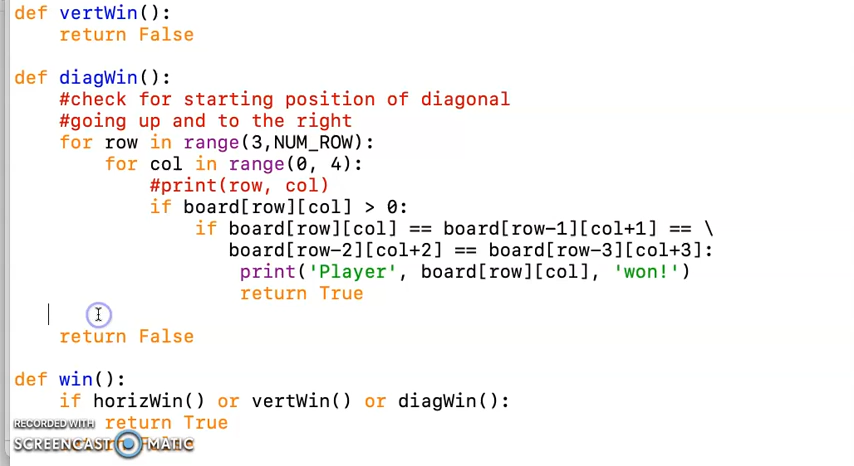 def vertWin():
    return False
def diagWin():
    #check for starting position of diagonal
    #going up and to the right
    for row in range(3,NUM_ROW):
        for col in range(0, 4):
            #print(row, col)
            if board[row][col] > 0:
                if board[row][col] == board[row-1][col+1] == \
                   board[row-2][col+2] == board[row-3][col+3]:
                    print('Player', board[row][col], 'won!')
                    return True
    return False
def win():
    if horizWin() or vertWin() or diagWin():
RECORDED WITH
        return True
SCREENCAST MATIC